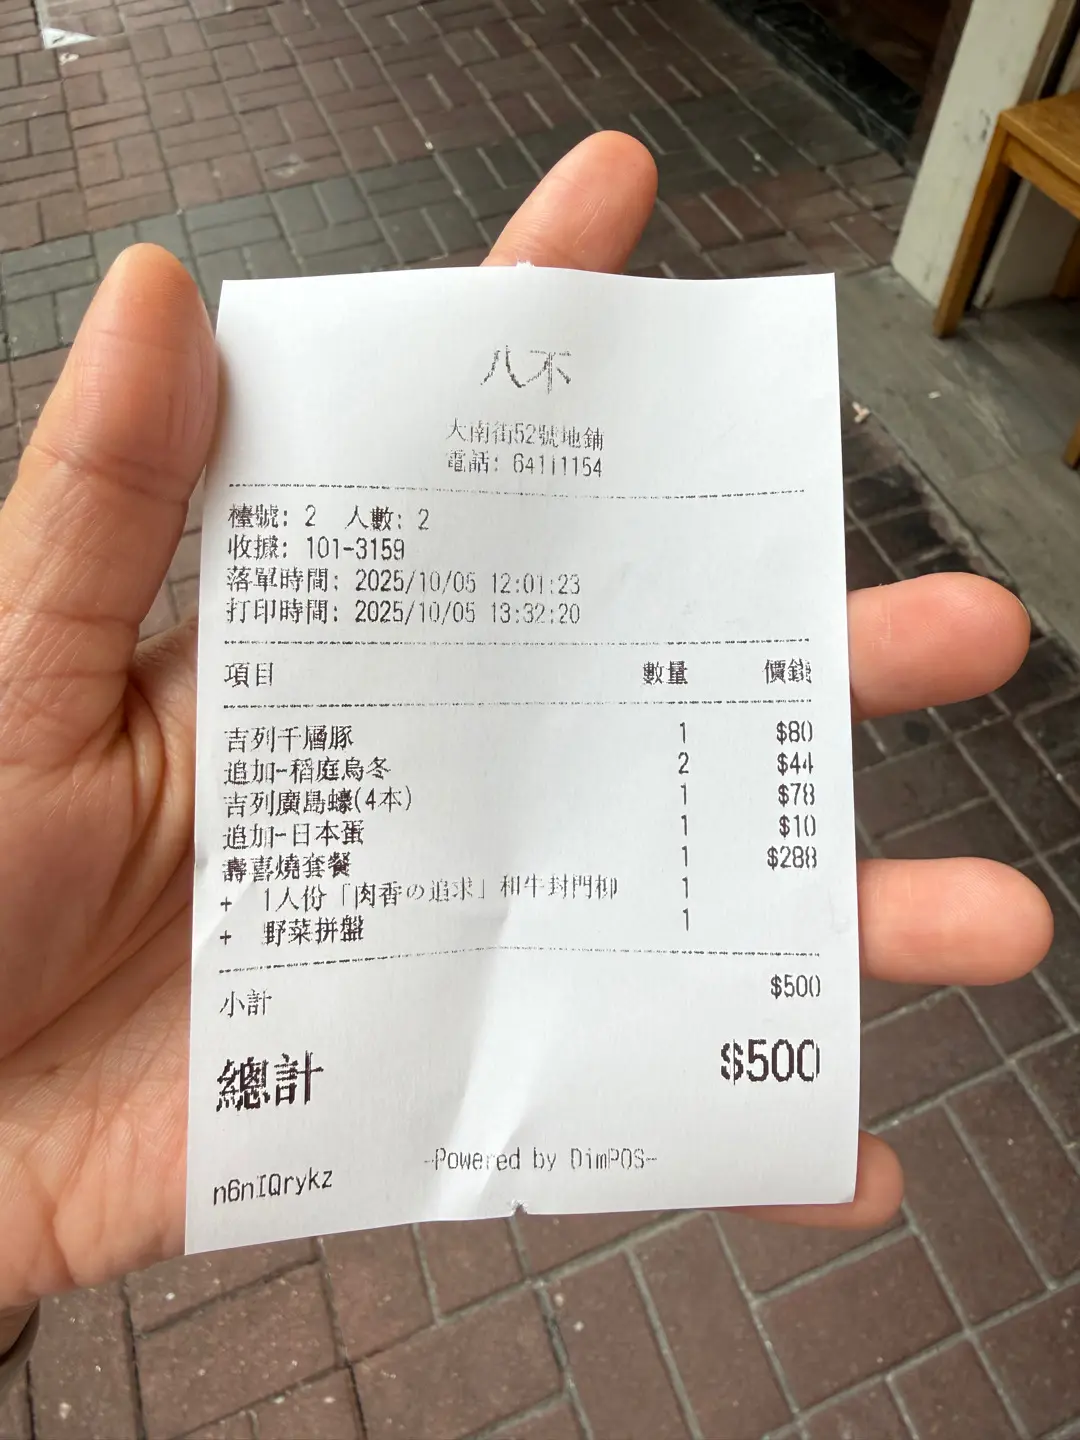 八不
大南街52號地鋪
電話: 64111154
檯號: 2 人數: 2
收據: 101-3159
落單時間: 2025/10/05 12:01:23
打印時間: 2025/10/05 13:32:20
項目 數量 價錢
吉列千層豚 1 $80
追加-稻庭烏冬 2 $44
吉列廣島蠔(4本) 1 $78
追加-日本蛋 1 $10
壽喜燒套餐 1 $288
+ 1人份「肉香の追求」和牛封門柳 1
+ 野菜拼盤 1
小計 $500
總計 $500
-Powered by DimPOS-
n6nIQrykz